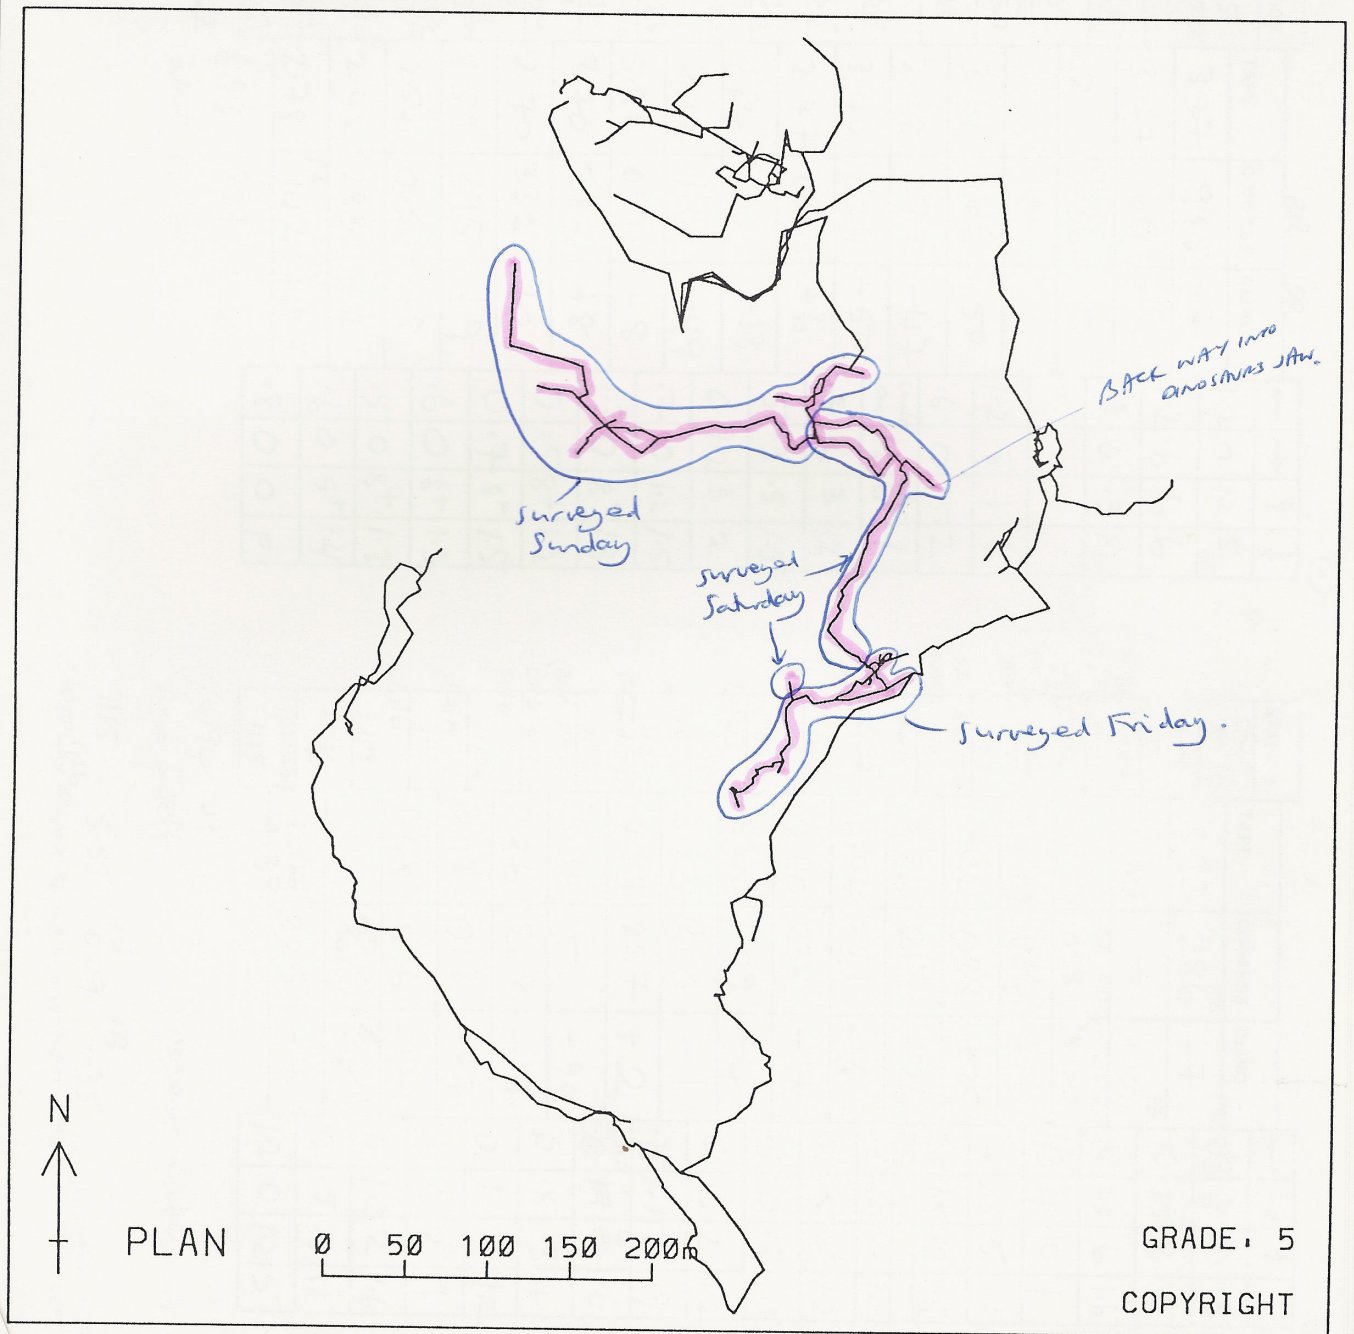 BACK WAY INTO
DINOSAURS JAW.
surveyed
Sunday
surveyed
Saturday
surveyed Friday.
N
PLAN
0 50 100 150 200m
GRADE. 5
COPYRIGHT